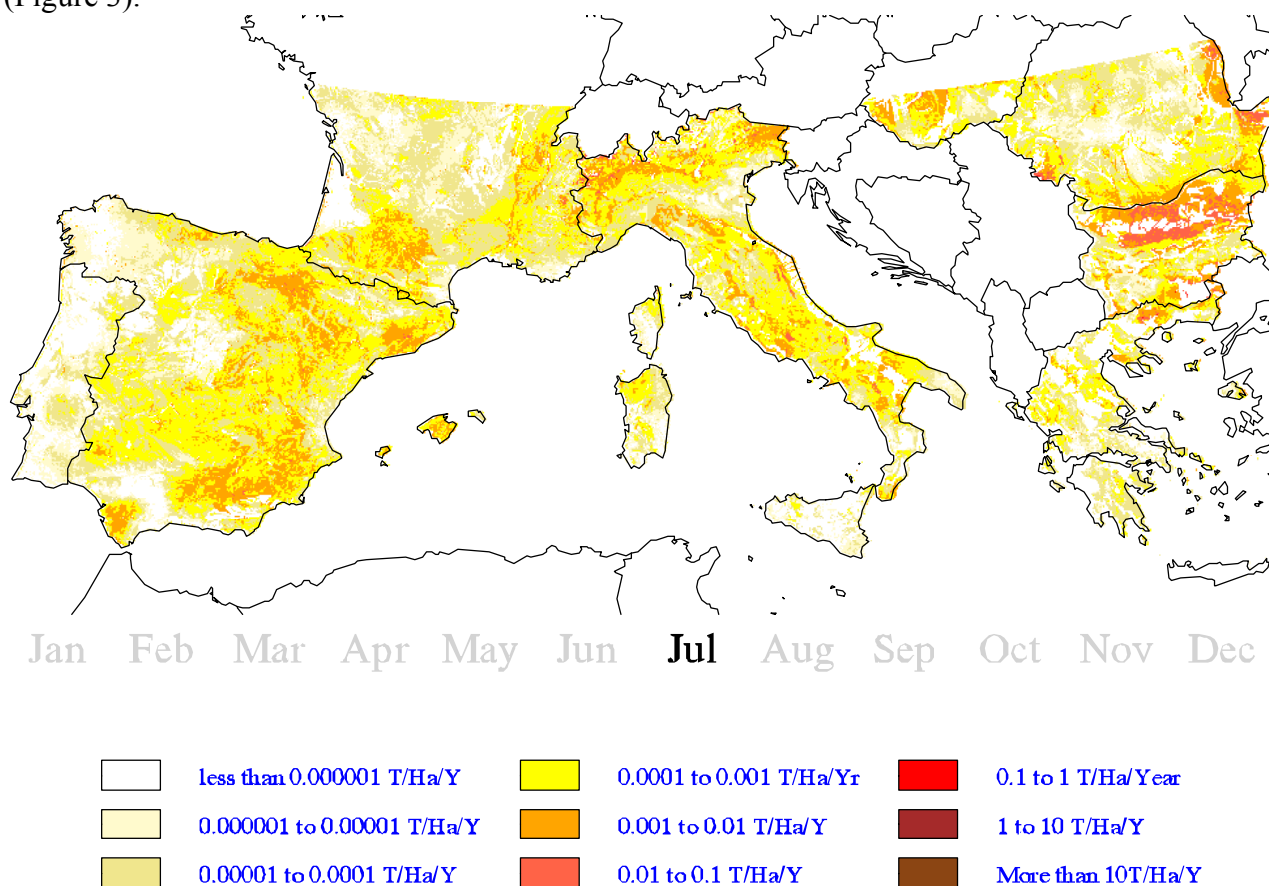 (Figure 3).
Jan Feb Mar Apr May Jun Jul Aug Sep Oct Nov Dec
less than 0.000001 T/Ha/Y
0.0001 to 0.001 T/Ha/Yr
0.1 to 1 T/Ha/Year
0.000001 to 0.00001 T/Ha/Y
0.001 to 0.01 T/Ha/Y
1 to 10 T/Ha/Y
0.00001 to 0.0001 T/Ha/Y
0.01 to 0.1 T/Ha/Y
More than 10T/Ha/Y